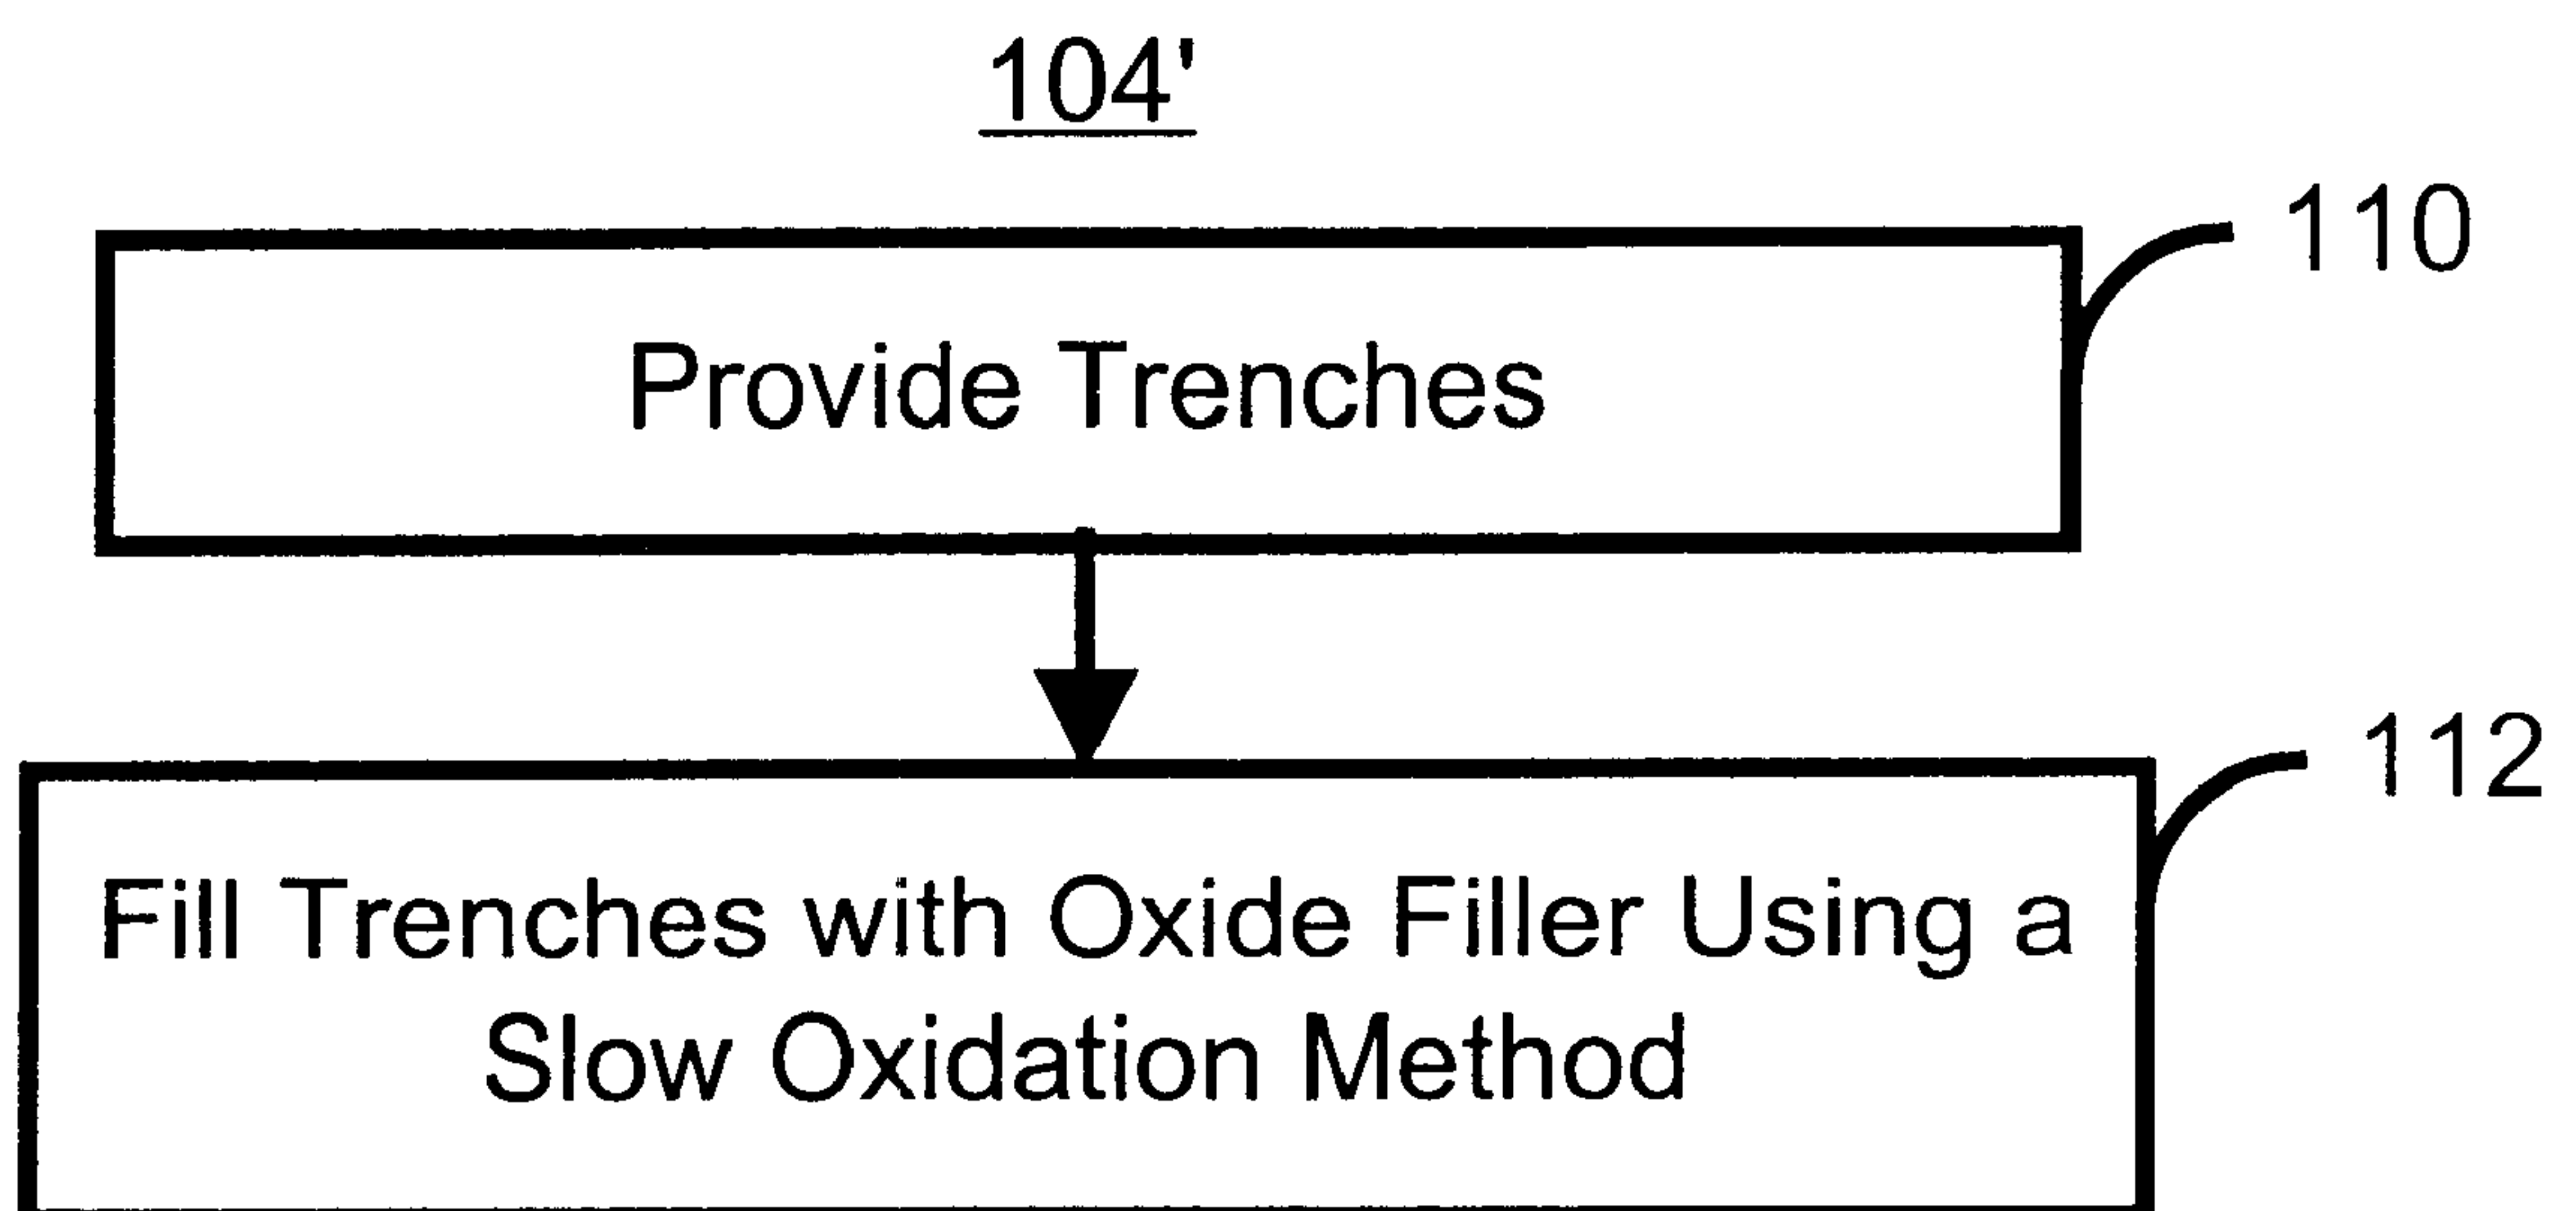 104'
110
Provide Trenches
112
Fill Trenches with Oxide Filler Using a
Slow Oxidation Method